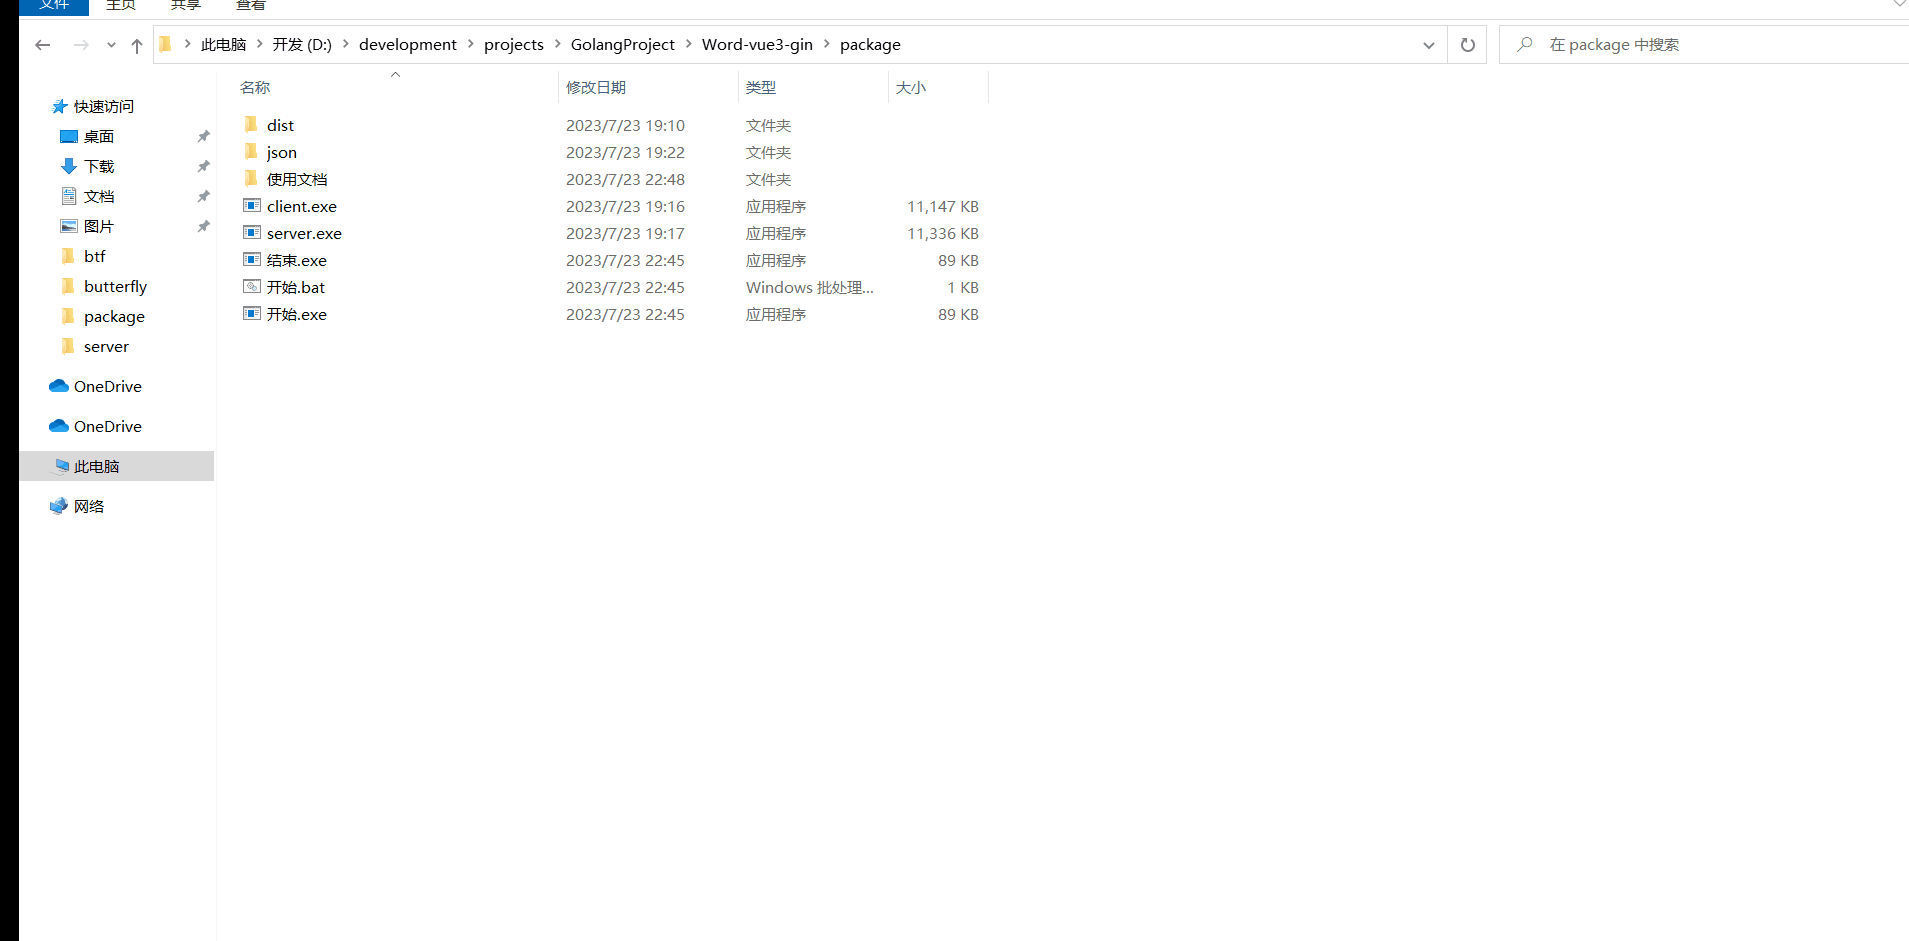 文件 主页 共享 查看
此电脑 开发 (D:) development projects GolangProject Word-vue3-gin package 在 package 中搜索
名称 修改日期 类型 大小
快速访问
桌面
下载
文档
图片
btf
butterfly
package
server
OneDrive
OneDrive
此电脑
网络
dist 2023/7/23 19:10 文件夹
json 2023/7/23 19:22 文件夹
使用文档 2023/7/23 22:48 文件夹
client.exe 2023/7/23 19:16 应用程序 11,147 KB
server.exe 2023/7/23 19:17 应用程序 11,336 KB
结束.exe 2023/7/23 22:45 应用程序 89 KB
开始.bat 2023/7/23 22:45 Windows 批处理... 1 KB
开始.exe 2023/7/23 22:45 应用程序 89 KB